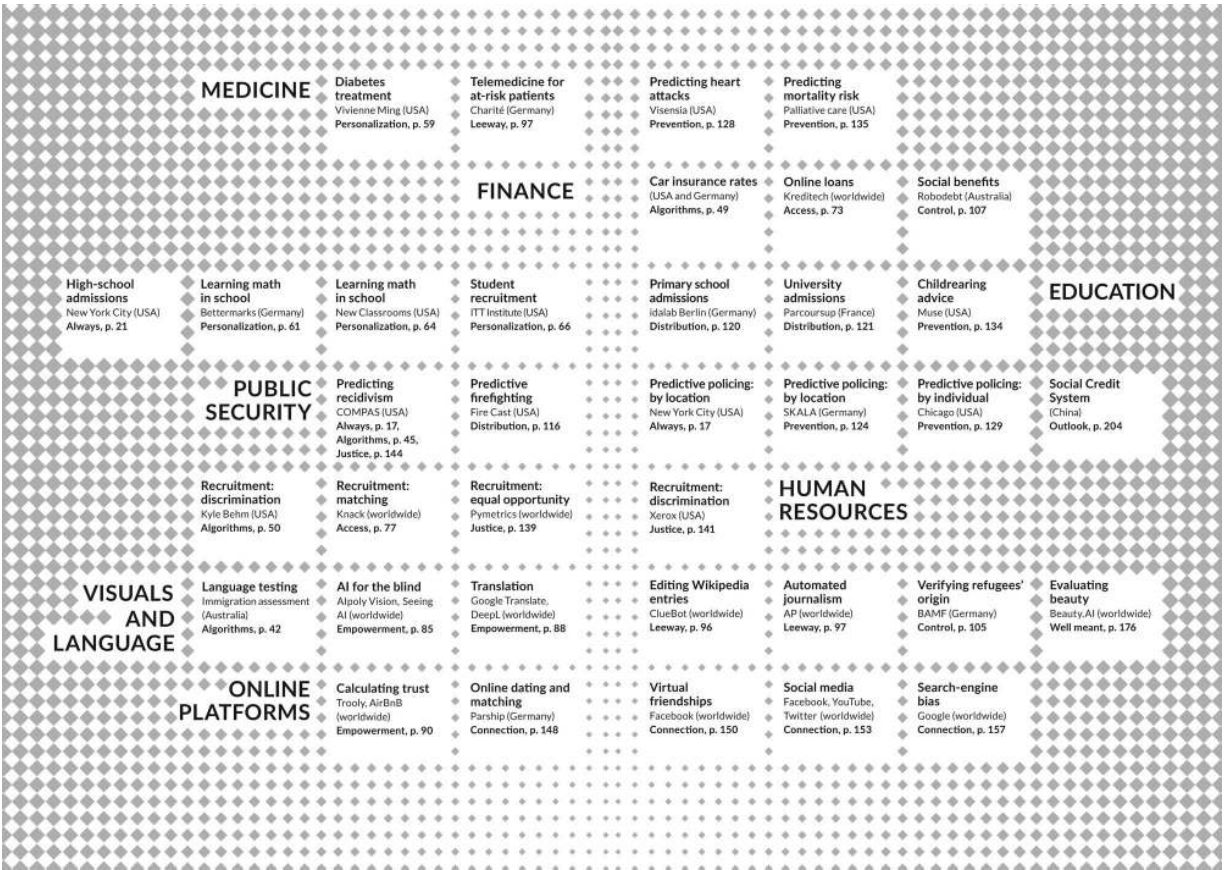 MEDICINE
Diabetes
treatment
Vivienne Ming (USA)
Personalization, p. 59
Telemedicine for
at-risk patients
Charité (Germany)
Leeway, p. 97
Predicting heart
attacks
Visensia (USA)
Prevention, p. 128
Predicting
mortality risk
Palliative care (USA)
Prevention, p. 135
FINANCE
Car insurance rates
(USA and Germany)
Algorithms, p. 49
Online loans
Kreditech (worldwide)
Access, p. 73
Social benefits
Robodebt (Australia)
Control, p. 107
High-school
admissions
New York City (USA)
Always, p. 21
Learning math
in school
Bettermarks (Germany)
Personalization, p. 61
Learning math
in school
New Classrooms (USA)
Personalization, p. 64
Student
recruitment
ITT Institute (USA)
Personalization, p. 66
Primary school
admissions
idalab Berlin (Germany)
Distribution, p. 120
University
admissions
Parcoursup (France)
Distribution, p. 121
Childrearing
advice
Muse (USA)
Prevention, p. 134
EDUCATION
PUBLIC
SECURITY
Predicting
recidivism
COMPAS (USA)
Always, p. 17,
Algorithms, p. 45,
Justice, p. 144
Predictive
firefighting
Fire Cast (USA)
Distribution, p. 116
Predictive policing:
by location
New York City (USA)
Always, p. 17
Predictive policing:
by location
SKALA (Germany)
Prevention, p. 124
Predictive policing:
by individual
Chicago (USA)
Prevention, p. 129
Social Credit
System
(China)
Outlook, p. 204
Recruitment:
discrimination
Kyle Behm (USA)
Algorithms, p. 50
Recruitment:
matching
Knack (worldwide)
Access, p. 77
Recruitment:
equal opportunity
Pymetrics (worldwide)
Justice, p. 139
Recruitment:
discrimination
Xerox (USA)
Justice, p. 141
HUMAN
RESOURCES
VISUALS
AND
LANGUAGE
Language testing
Immigration assessment
(Australia)
Algorithms, p. 42
AI for the blind
AIpoly Vision, Seeing
AI (worldwide)
Empowerment, p. 85
Translation
Google Translate,
DeepL (worldwide)
Empowerment, p. 88
Editing Wikipedia
entries
ClueBot (worldwide)
Leeway, p. 96
Automated
journalism
AP (worldwide)
Leeway, p. 97
Verifying refugees'
origin
BAMF (Germany)
Control, p. 105
Evaluating
beauty
Beauty.AI (worldwide)
Well meant, p. 176
ONLINE
PLATFORMS
Calculating trust
Trooly, AirBnB
(worldwide)
Empowerment, p. 90
Online dating and
matching
Parship (Germany)
Connection, p. 148
Virtual
friendships
Facebook (worldwide)
Connection, p. 150
Social media
Facebook, YouTube,
Twitter (worldwide)
Connection, p. 153
Search-engine
bias
Google (worldwide)
Connection, p. 157